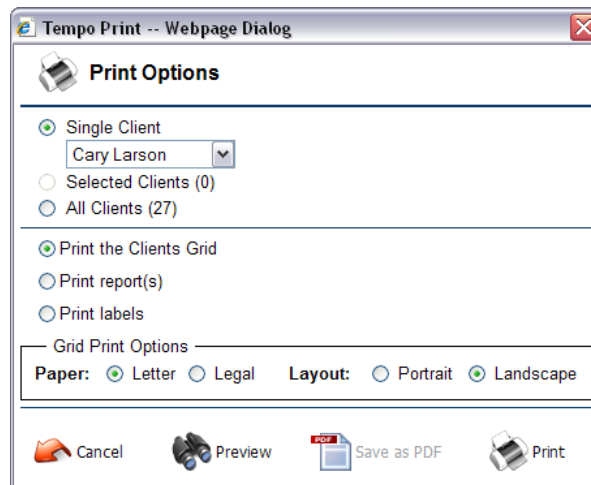 Tempo Print -- Webpage Dialog
Print Options
Single Client
Cary Larson
Selected Clients (0)
All Clients (27)
Print the Clients Grid
Print report(s)
Print labels
Grid Print Options
Paper: Letter Legal Layout: Portrait Landscape
Cancel Preview PDF Save as PDF Print